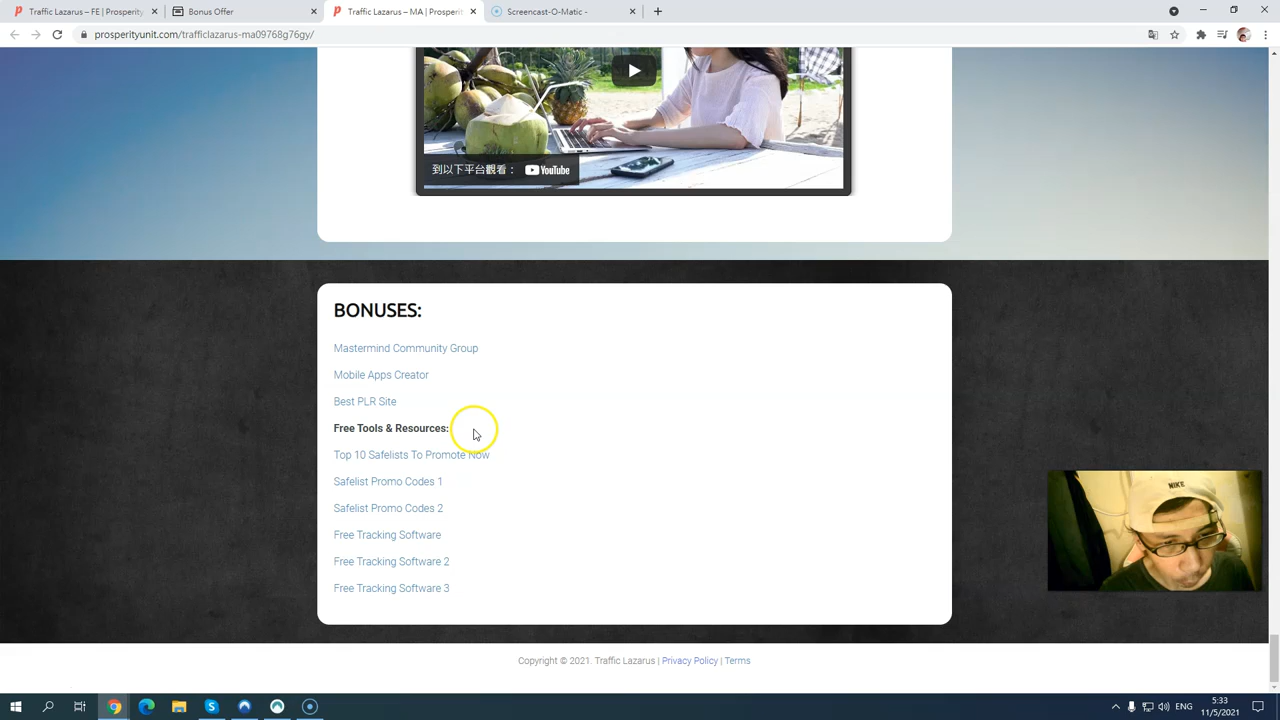 Traffic Lazarus – FE | Prosperity
Bonus Offer
Traffic Lazarus – MA | Prosperit
Screencast-O-Matic -
prosperityunit.com/trafficlazarus-ma09768g76gy/
到以下平台觀看： YouTube
BONUSES:
Mastermind Community Group
Mobile Apps Creator
Best PLR Site
Free Tools & Resources:
Top 10 Safelists To Promote Now
Safelist Promo Codes 1
Safelist Promo Codes 2
Free Tracking Software
Free Tracking Software 2
Free Tracking Software 3
NIKE
Copyright © 2021. Traffic Lazarus | Privacy Policy | Terms
ENG
5:33
11/5/2021